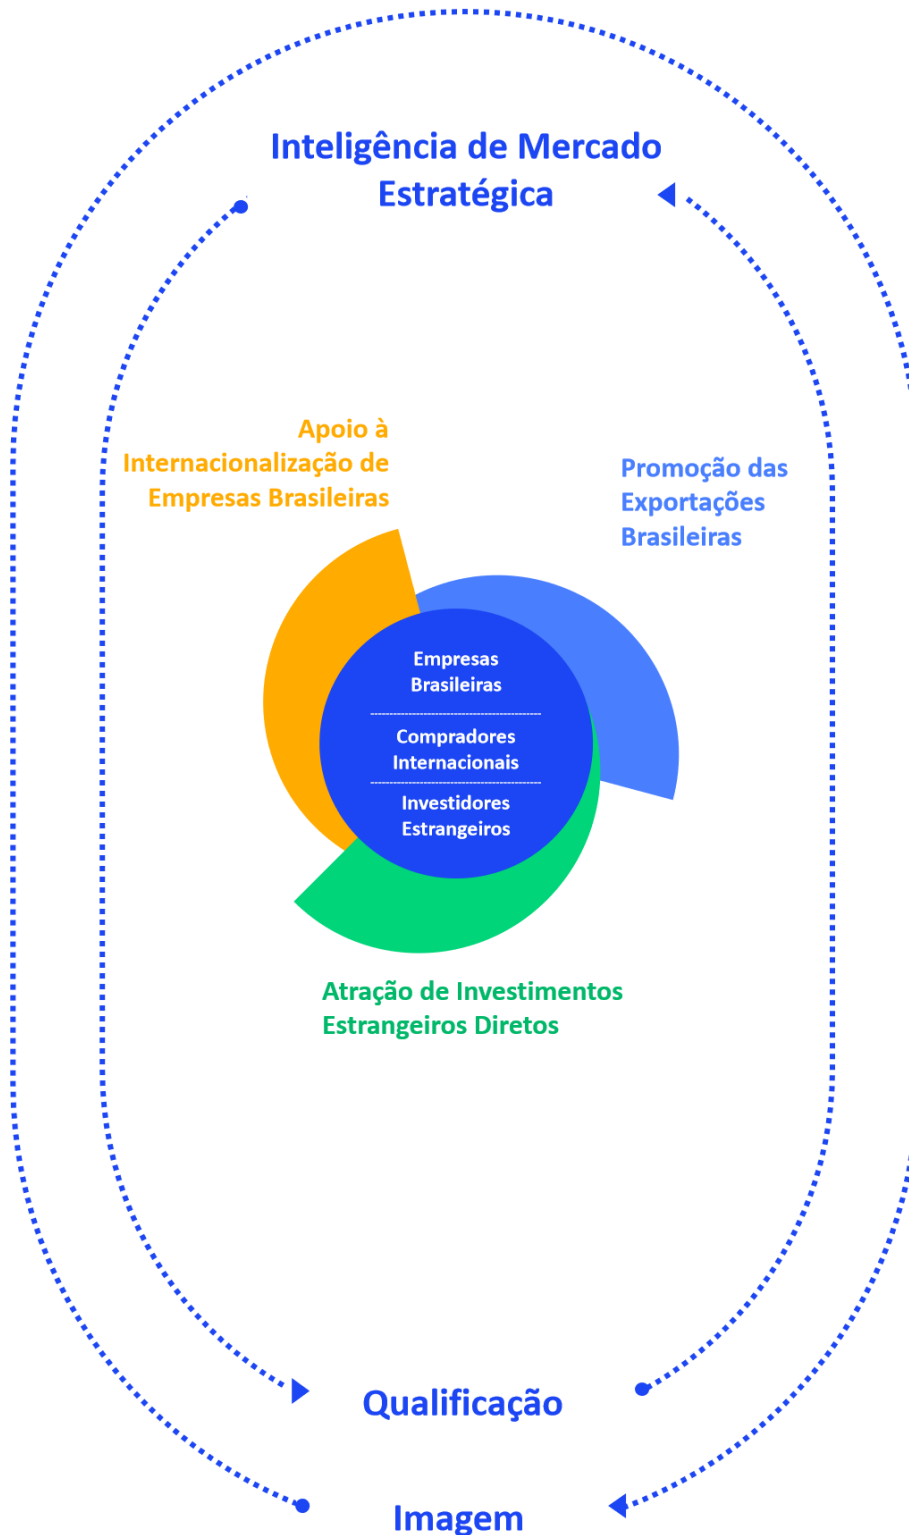 Inteligência de Mercado
Estratégica
Apoio à
Internacionalização de
Empresas Brasileiras
Promoção das
Exportações
Brasileiras
Empresas
Brasileiras
Compradores
Internacionais
Investidores
Estrangeiros
Atração de Investimentos
Estrangeiros Diretos
Qualificação
Imagem